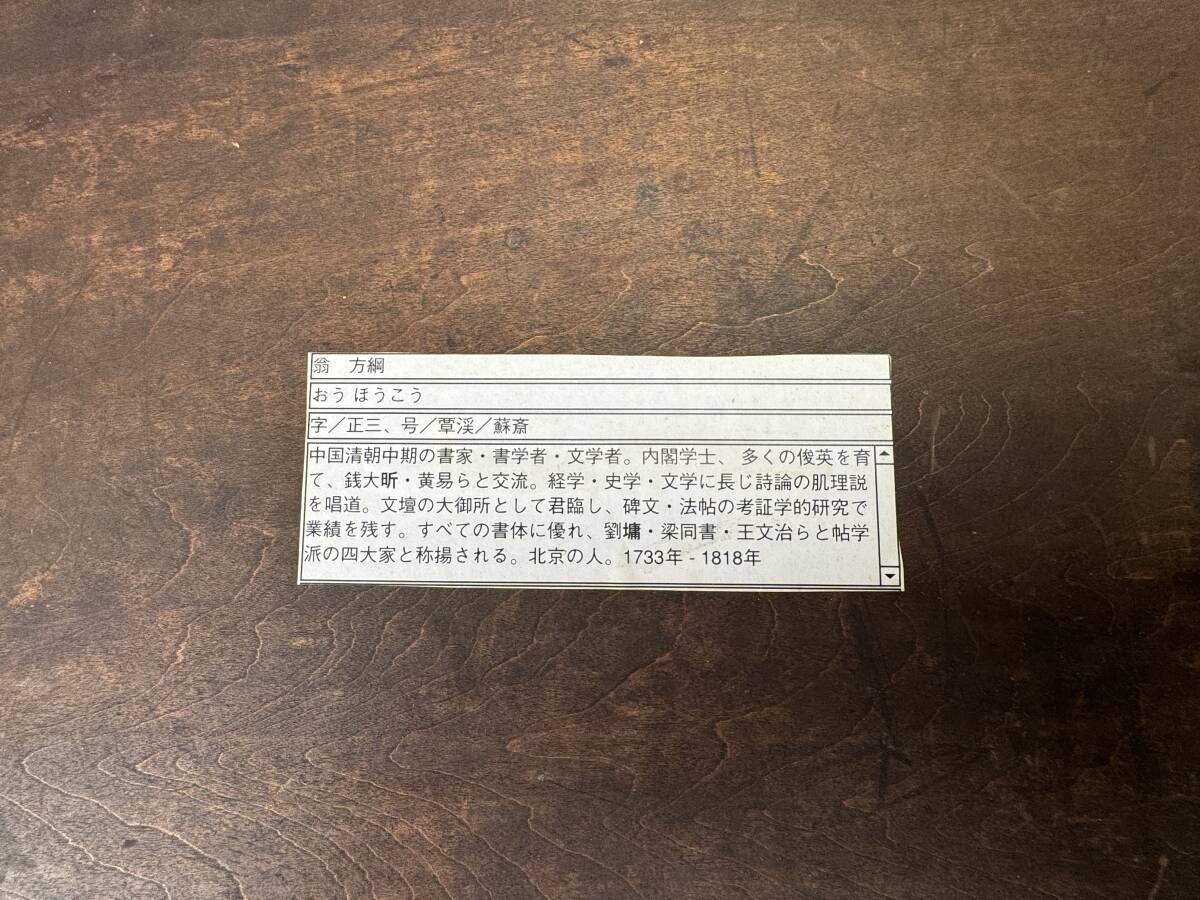 翁　方綱
おう ほうこう
字／正三、号／覃渓／蘇斎
中国清朝中期の書家・書学者・文学者。内閣学士、 多くの俊英を育
て、銭大昕・黄易らと交流。経学・史学・文学に長じ詩論の肌理説
を唱道。文壇の大御所として君臨し、碑文・法帖の考証学的研究で
業績を残す。すべての書体に優れ、劉墉・梁同書・王文治らと帖学
派の四大家と称揚される。北京の人。1733年 - 1818年